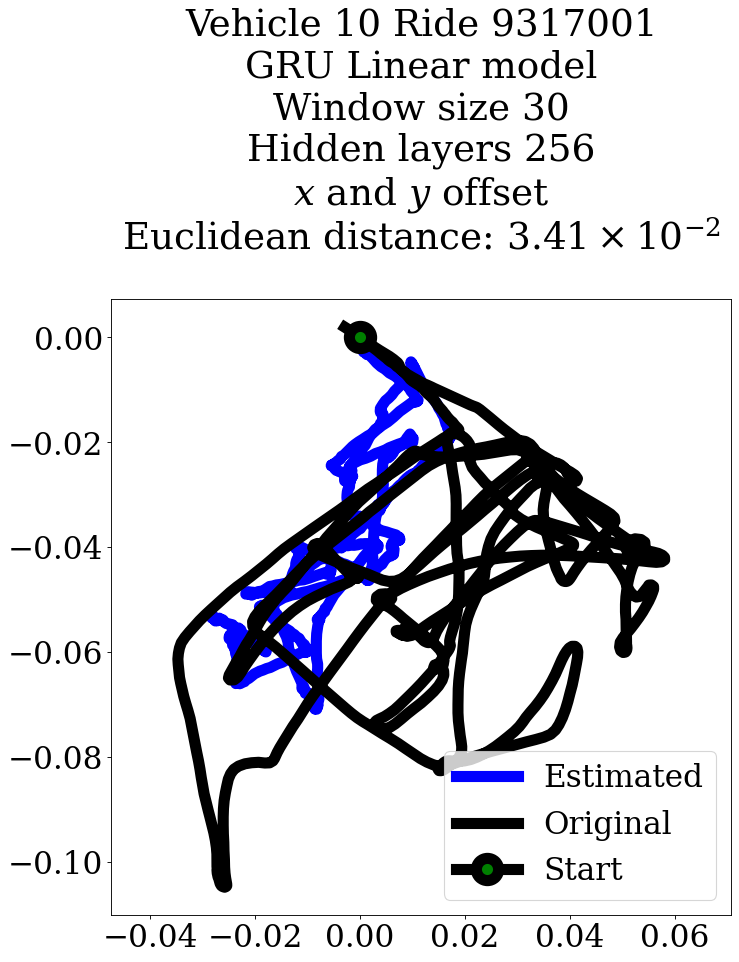 Vehicle 10 Ride 9317001
GRU Linear model
Window size 30
Hidden layers 256
x and y offset
Euclidean distance: 3.41 × 10⁻²
0.00
−0.02
−0.04
−0.06
−0.08
−0.10
Estimated
Original
Start
−0.04 −0.02 0.00 0.02 0.04 0.06